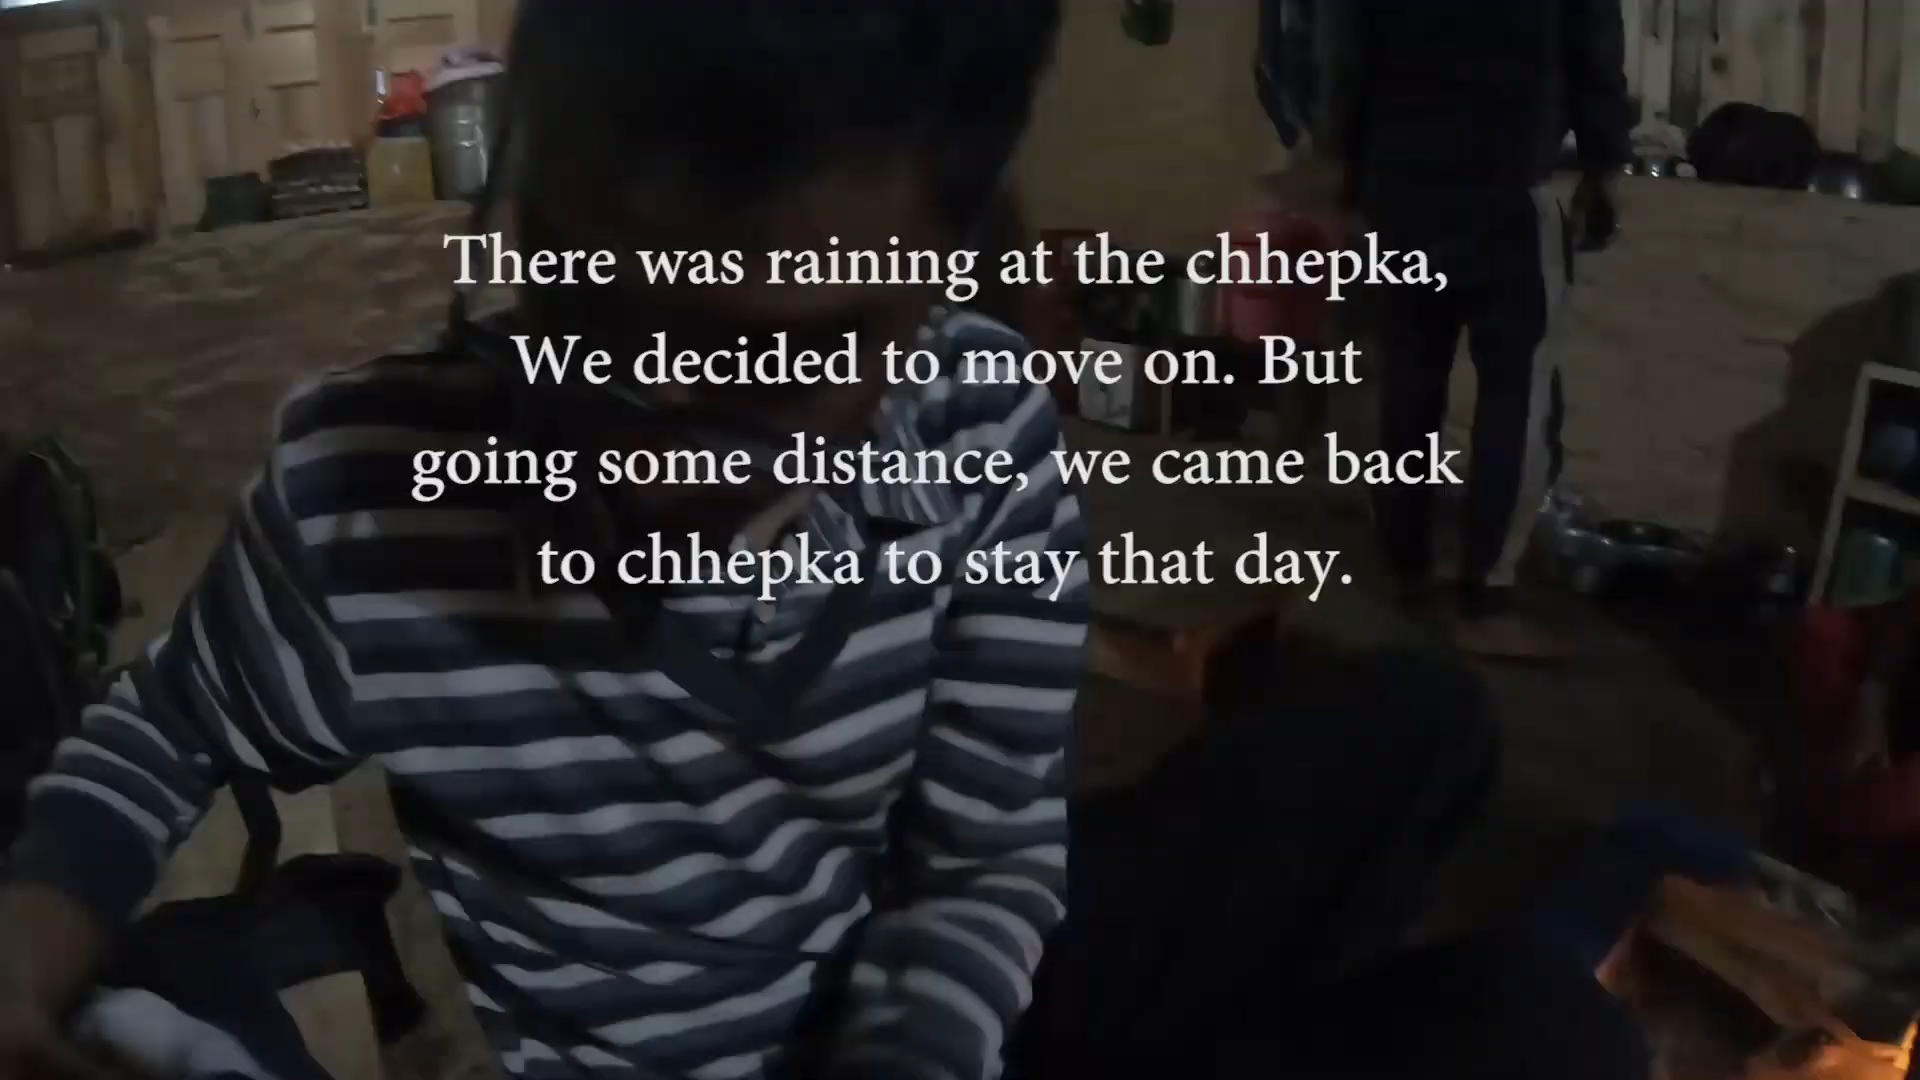 There was raining at the chhepka,
We decided to move on. But
going some distance, we came back
to chhepka to stay that day.